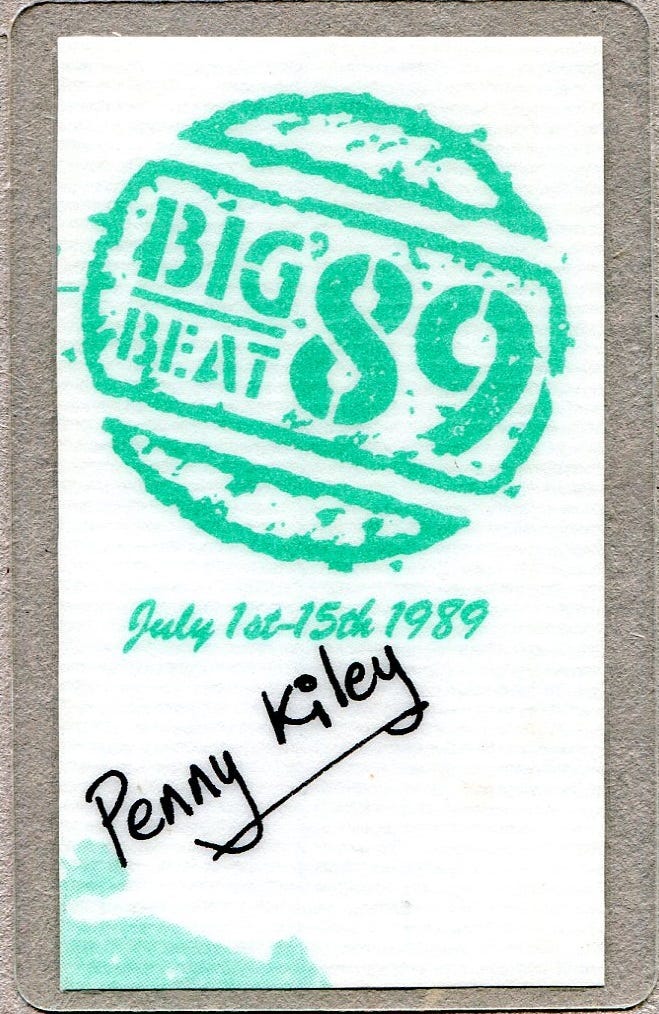 BIG
BEAT
'89
July 1st-15th 1989
Penny Kiley